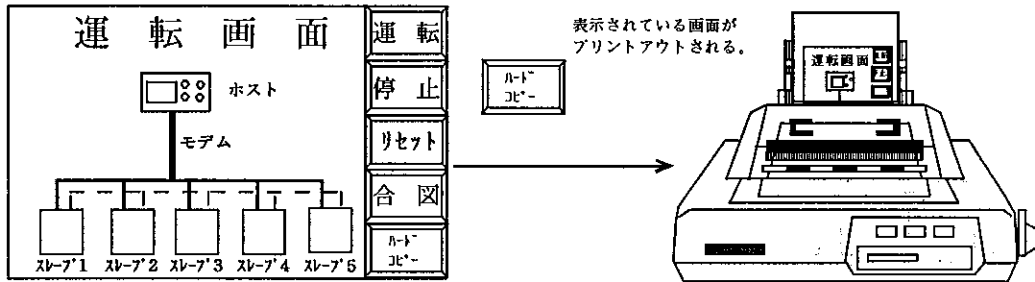 運転画面
ホスト
モデム
スレーブ1 スレーブ2 スレーブ3 スレーブ4 スレーブ5
運転
停止
リセット
合図
ハード
コピー
ハード
コピー
表示されている画面が
プリントアウトされる。
運転画面